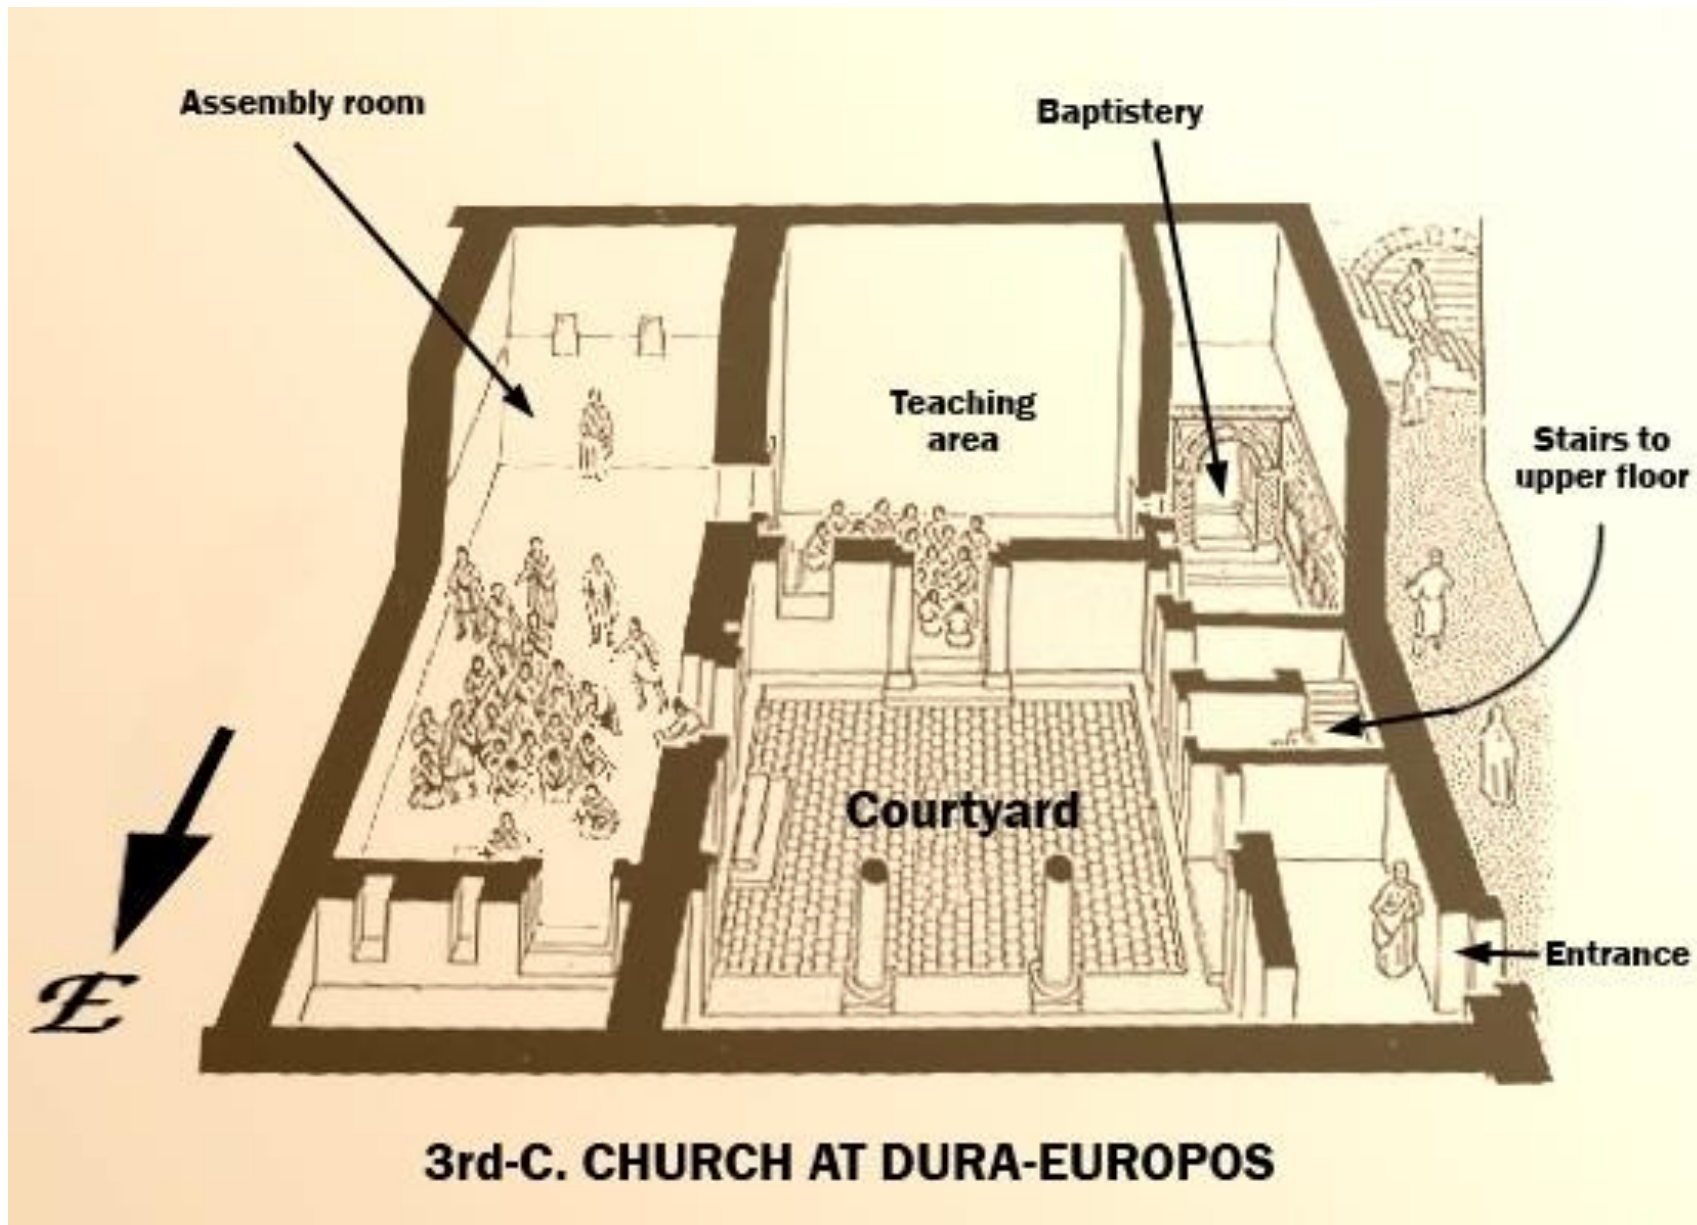 Assembly room
Baptistery
Teaching
area
Stairs to
upper floor
Courtyard
Entrance
E
3rd-C. CHURCH AT DURA-EUROPOS